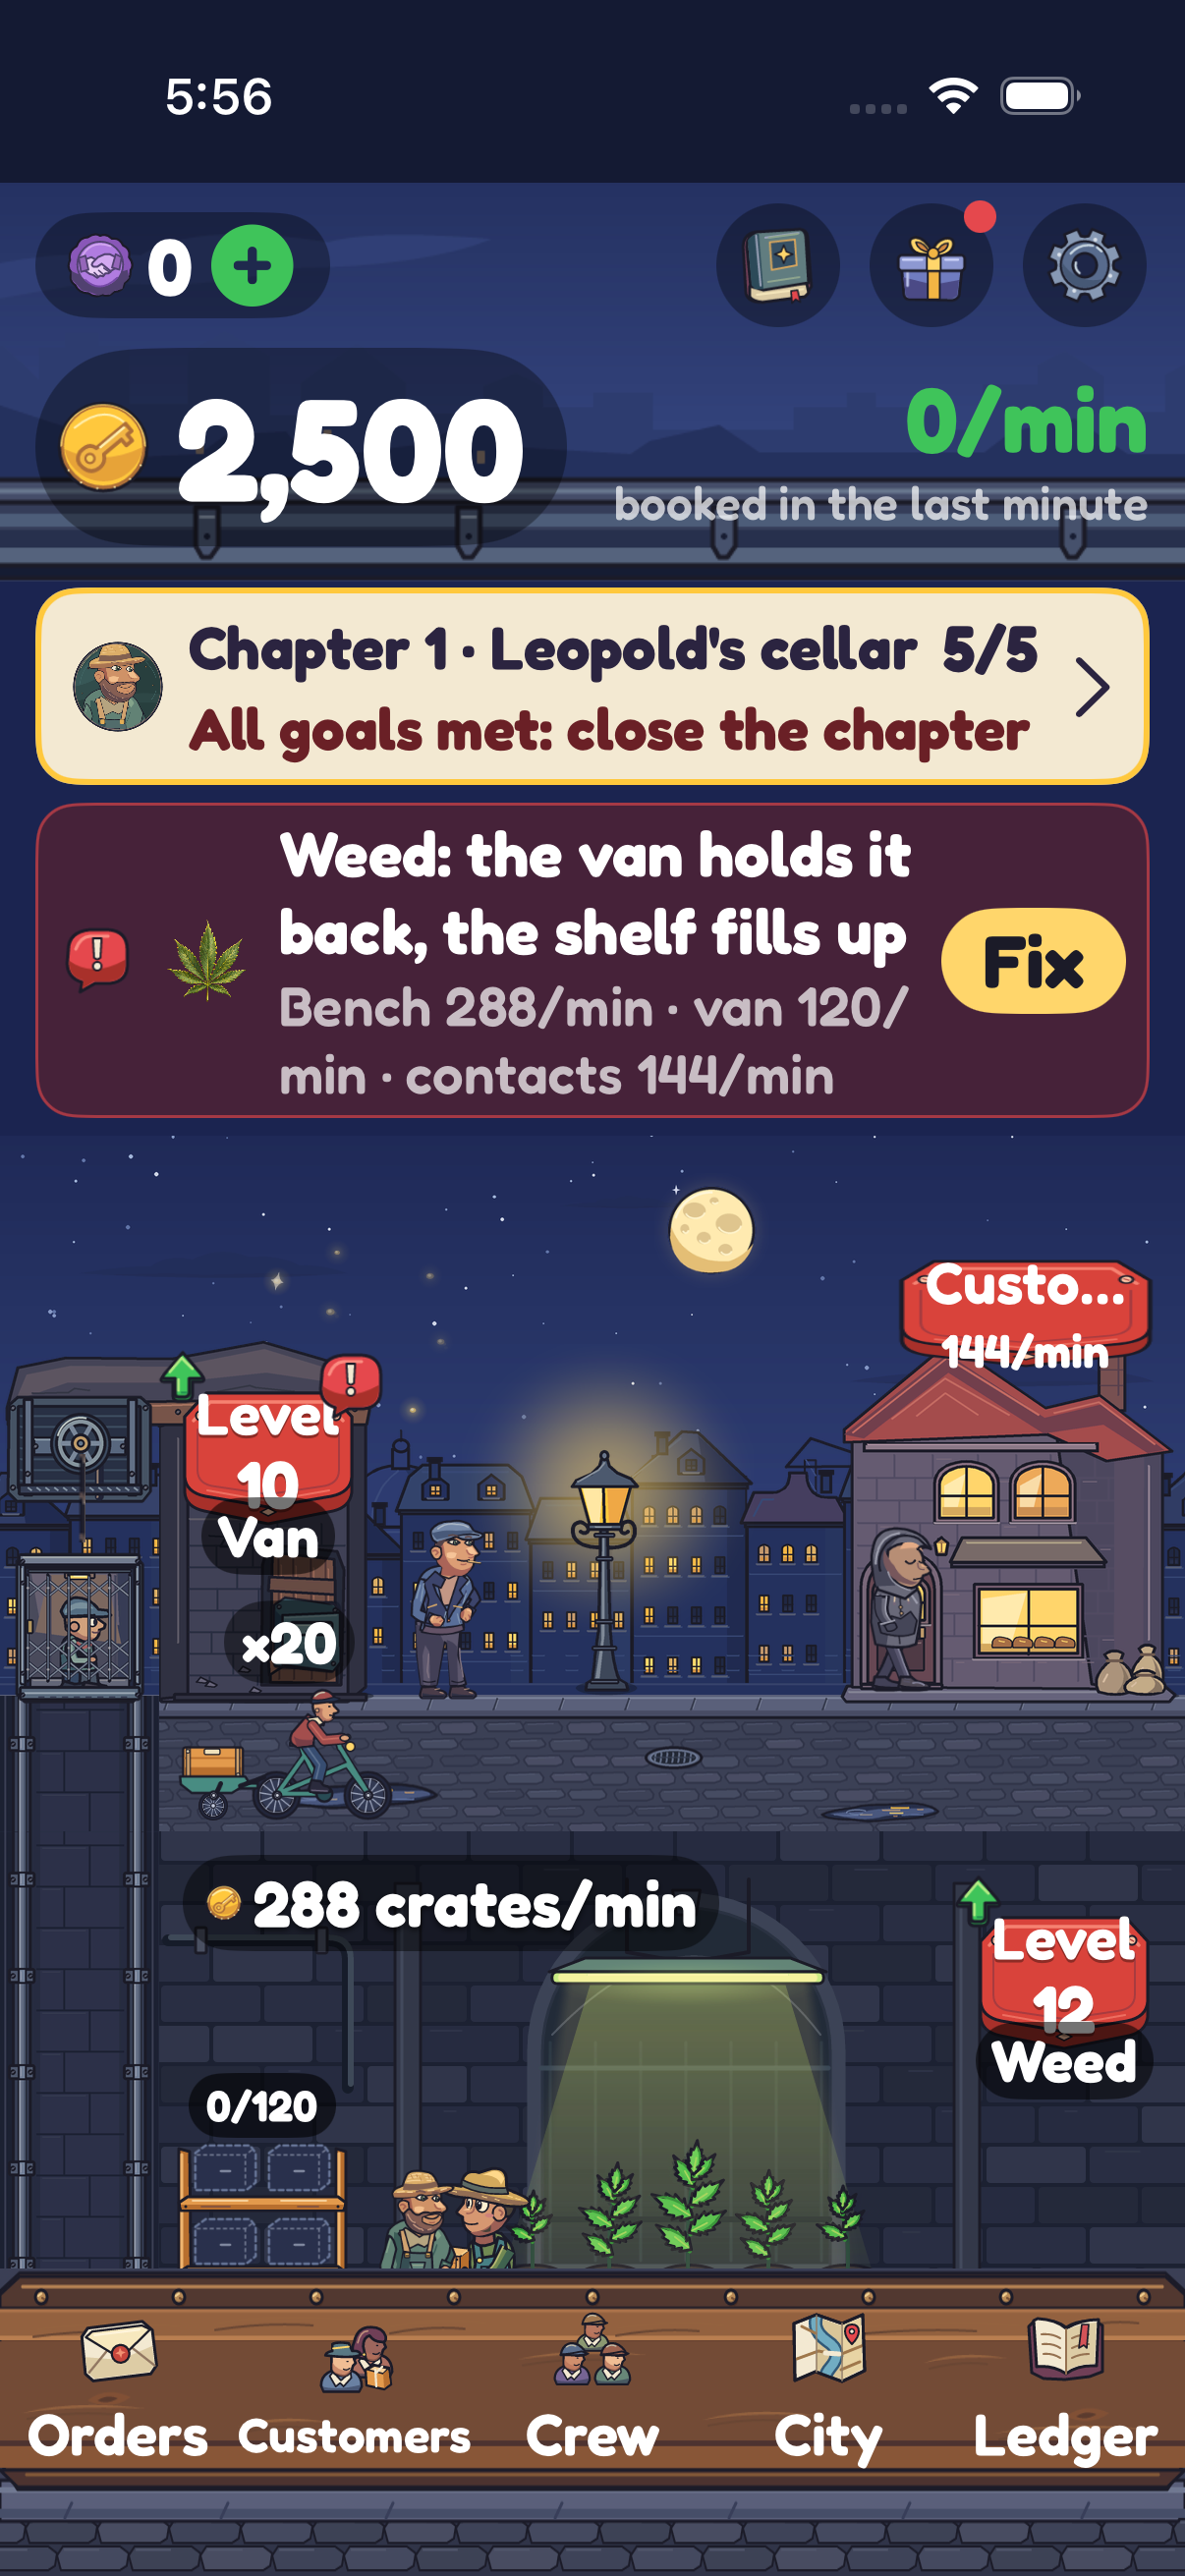 5:56
0
2,500
0/min
booked in the last minute
Chapter 1 · Leopold's cellar 5/5
All goals met: close the chapter
Weed: the van holds it
back, the shelf fills up
Bench 288/min · van 120/
min · contacts 144/min
Fix
Custo...
144/min
Level
10
Van
×20
288 crates/min
Level
12
Weed
0/120
Orders
Customers
Crew
City
Ledger